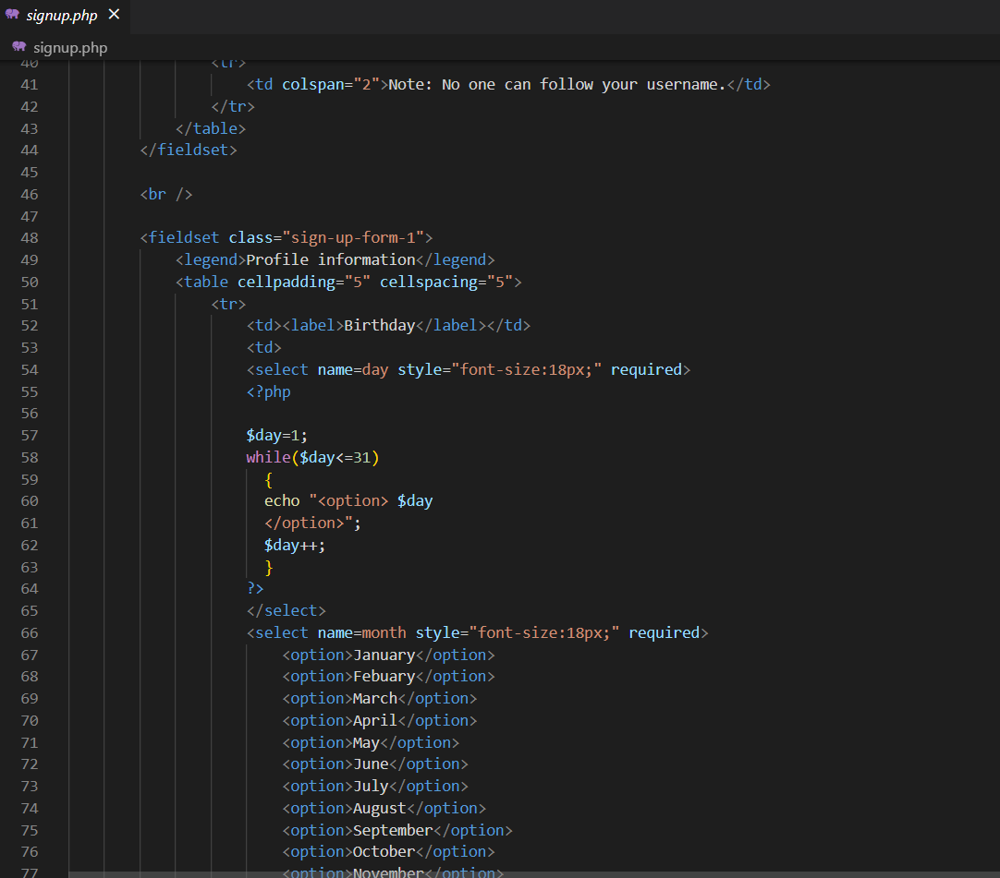 signup.php
signup.php
40 <tr>
41 <td colspan="2">Note: No one can follow your username.</td>
42 </tr>
43 </table>
44 </fieldset>
45
46 <br />
47
48 <fieldset class="sign-up-form-1">
49 <legend>Profile information</legend>
50 <table cellpadding="5" cellspacing="5">
51 <tr>
52 <td><label>Birthday</label></td>
53 <td>
54 <select name=day style="font-size:18px;" required>
55 <?php
56
57 $day=1;
58 while($day<=31)
59 {
60 echo "<option> $day
61 </option>";
62 $day++;
63 }
64 ?>
65 </select>
66 <select name=month style="font-size:18px;" required>
67 <option>January</option>
68 <option>Febuary</option>
69 <option>March</option>
70 <option>April</option>
71 <option>May</option>
72 <option>June</option>
73 <option>July</option>
74 <option>August</option>
75 <option>September</option>
76 <option>October</option>
77 <option>November</option>